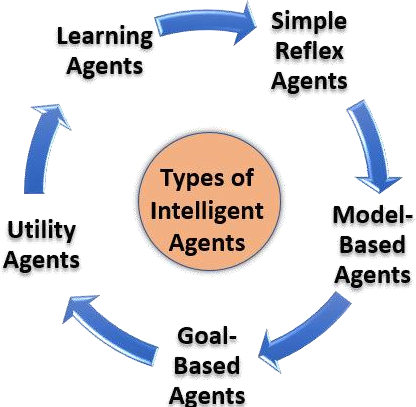 Learning
Agents
Simple
Reflex
Agents
Types of
Intelligent
Agents
Model-
Based
Agents
Utility
Agents
Goal-
Based
Agents